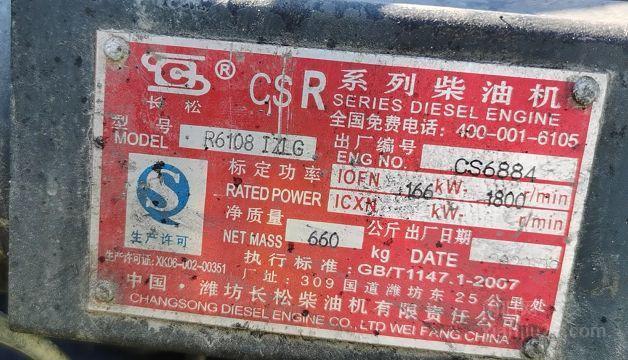 ® CSR 系列柴油机
SERIES DIESEL ENGINE
长松
全国免费电话: 400-001-6105
型号
MODEL R6108 IZLG
出厂编号
ENG NO. CS6884
标定功率
RATED POWER
IOFN 166 kW 1800 r/min
ICXN kW r/min
净质量
NET MASS 660 公斤 kg
出厂日期
DATE
生产许可
执行标准: GB/T1147.1-2007
生产许可证: XK06-002-00351
厂址: 309国道潍坊东25公里处
中国·潍坊长松柴油机有限责任公司
CHANGSONG DIESEL ENGINE CO., LTD WEI FANG CHINA